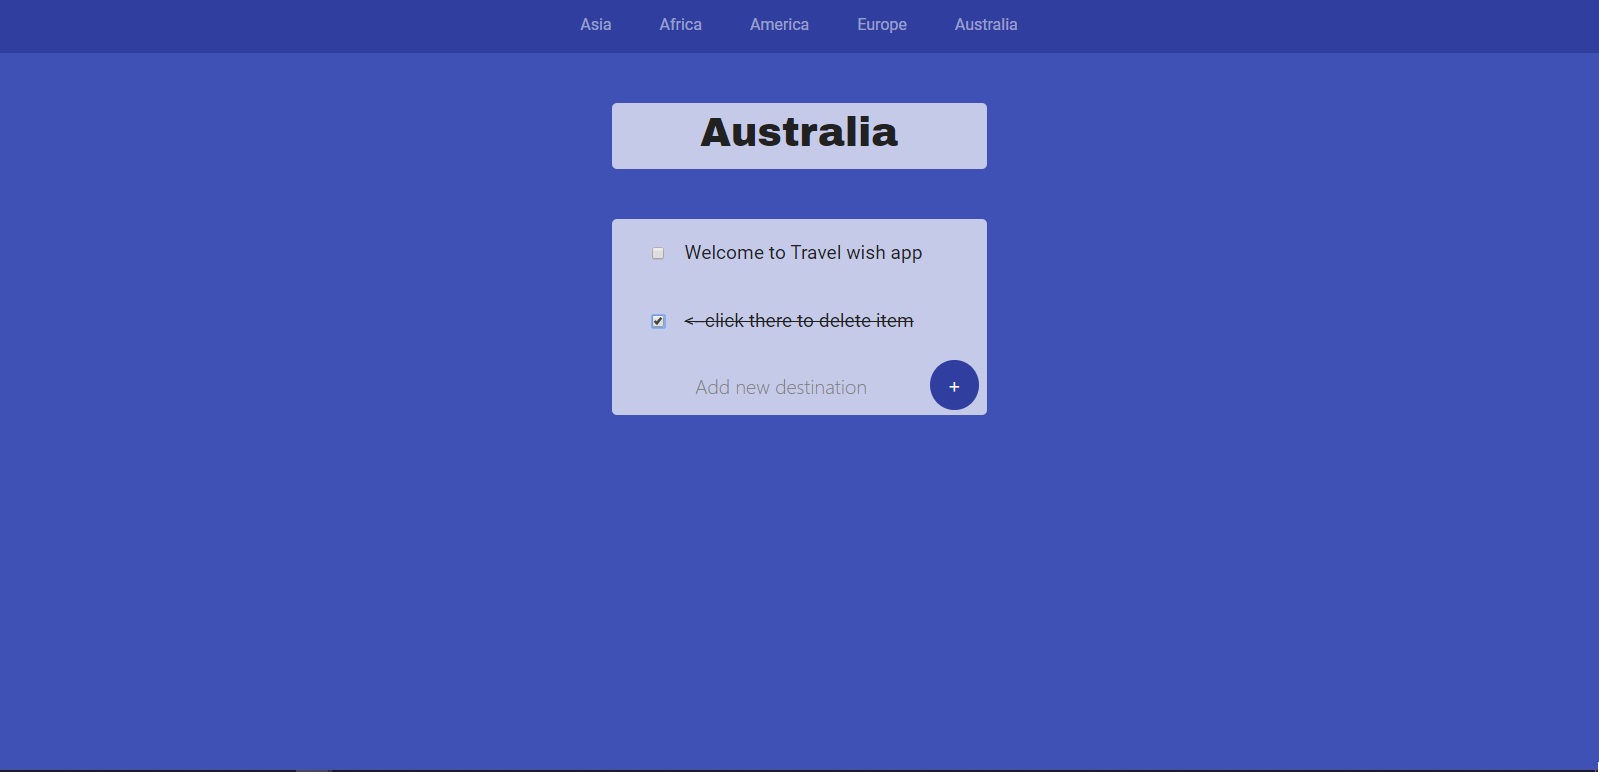 Asia Africa America Europe Australia
Australia
Welcome to Travel wish app
<-- click there to delete item
Add new destination +